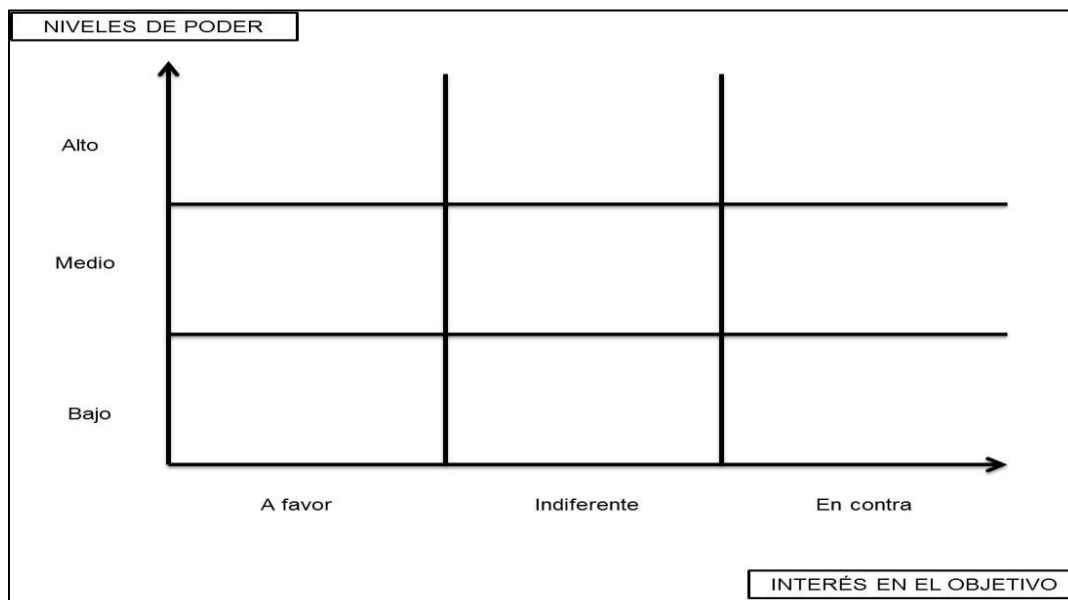 NIVELES DE PODER
Alto
Medio
Bajo
A favor
Indiferente
En contra
INTERÉS EN EL OBJETIVO